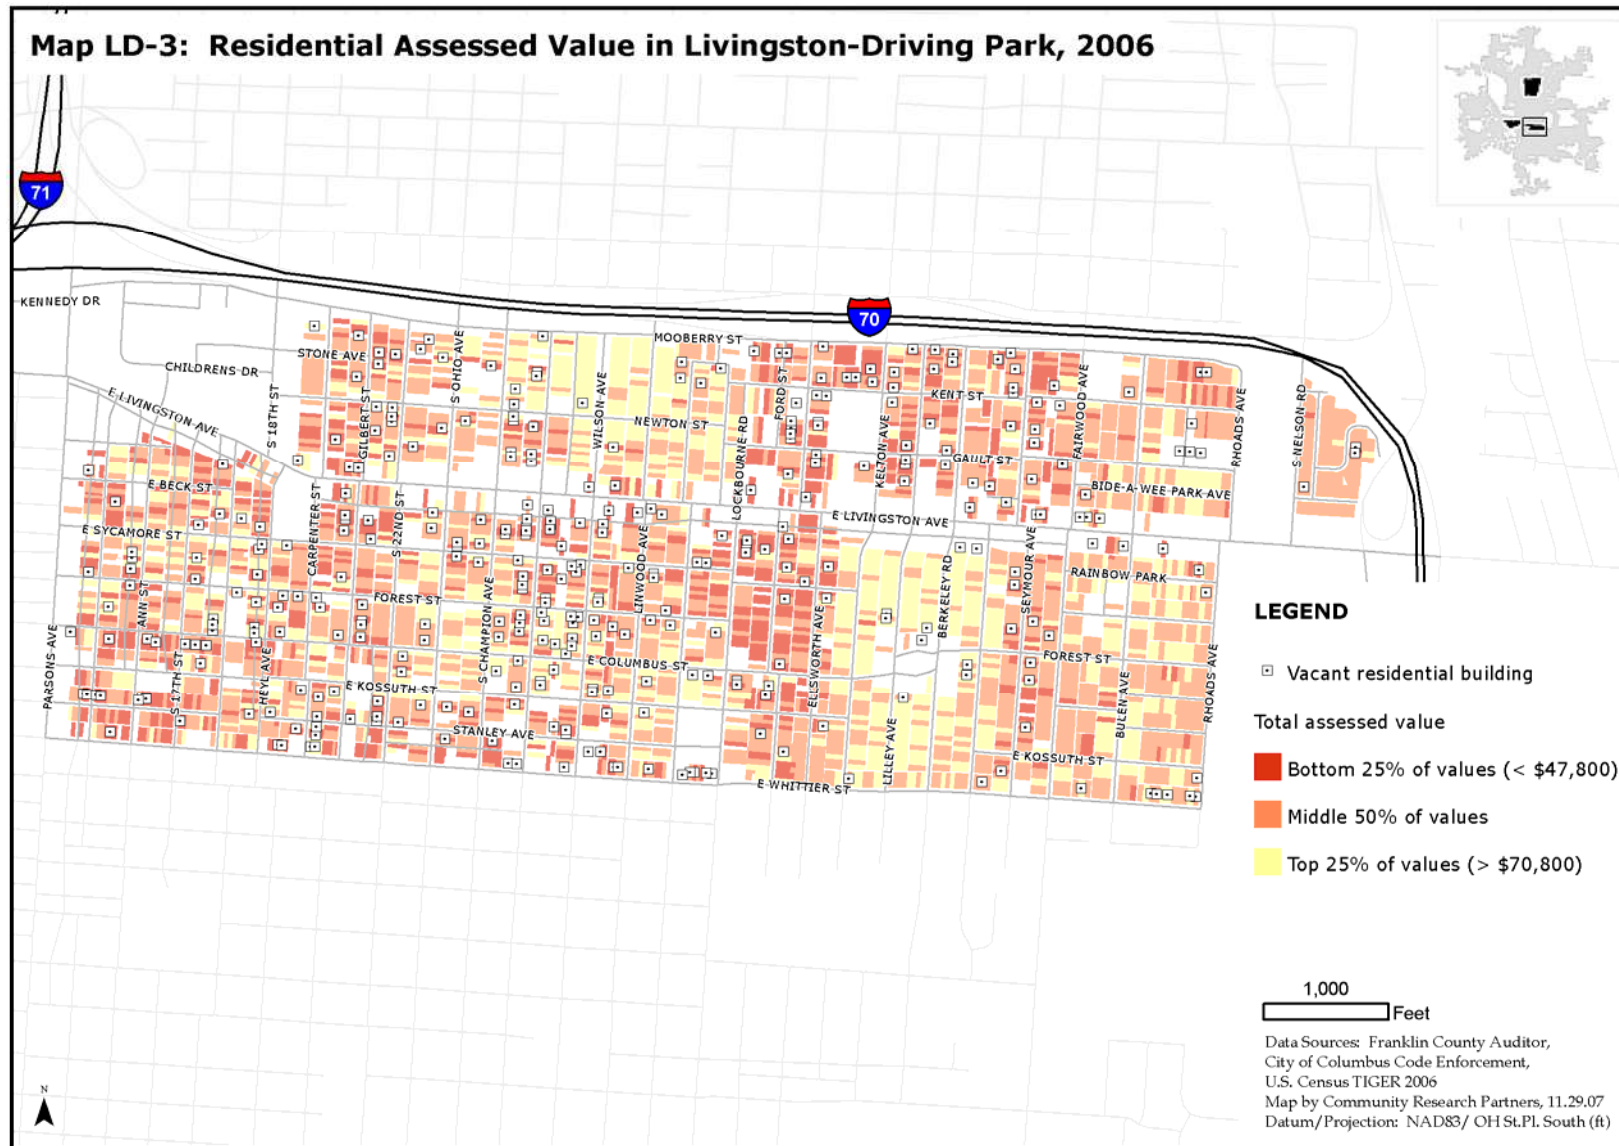 Map LD-3: Residential Assessed Value in Livingston-Driving Park, 2006
71
70
KENNEDY DR
MOOBERRY ST
STONE AVE
CHILDRENS DR
S OHIO AVE
S 18TH ST
GILBERT ST
WILSON AVE
FORD ST
KENT ST
FAIRWOOD AVE
RHOADS AVE
S NELSON RD
E LIVINGSTON AVE
NEWTON ST
LOCKBOURNE RD
KELTON AVE
GAULT ST
BIDE-A-WEE PARK AVE
E BECK ST
CARPENTER ST
S 22ND ST
E LIVINGSTON AVE
E SYCAMORE ST
LINWOOD AVE
BERKELEY RD
SEYMOUR AVE
RAINBOW PARK
ANN ST
FOREST ST
S CHAMPION AVE
ELLSWORTH AVE
PARSONS AVE
S 17TH ST
HEYL AVE
E COLUMBUS ST
FOREST ST
BULEN AVE
RHOADS AVE
E KOSSUTH ST
STANLEY AVE
LILLEY AVE
E KOSSUTH ST
E WHITTIER ST
LEGEND
Vacant residential building
Total assessed value
Bottom 25% of values (< $47,800)
Middle 50% of values
Top 25% of values (> $70,800)
1,000
Feet
Data Sources: Franklin County Auditor,
City of Columbus Code Enforcement,
U.S. Census TIGER 2006
Map by Community Research Partners, 11.29.07
Datum/Projection: NAD83/ OH St.Pl. South (ft)
N